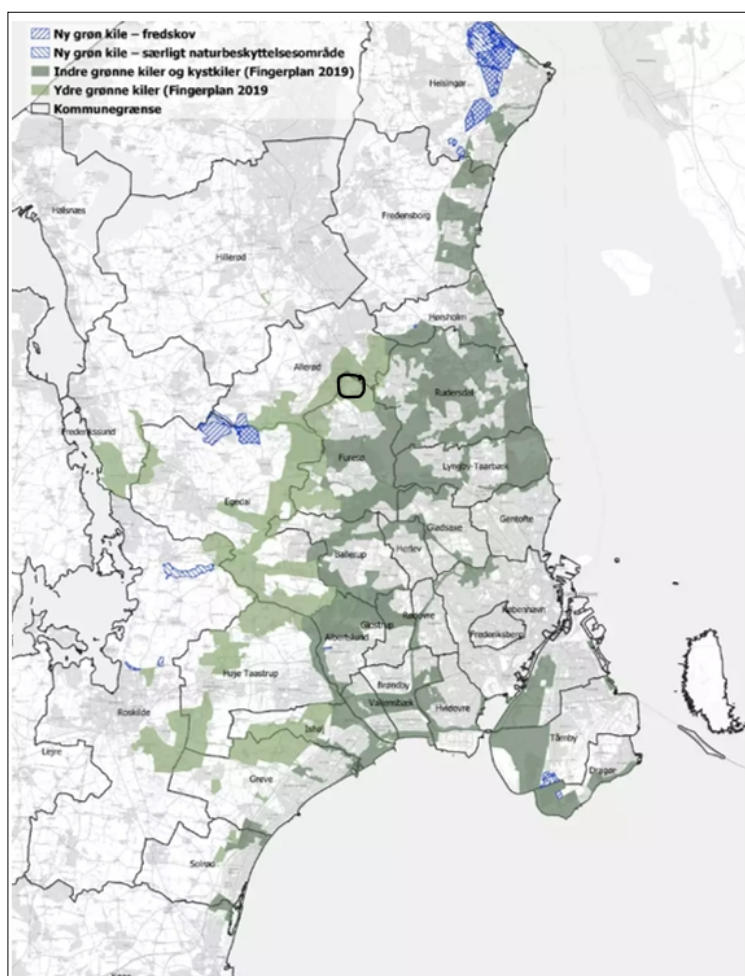 Ny grøn kile – fredskov
Ny grøn kile – særligt naturbeskyttelsesområde
Indre grønne kiler og kystkiler (Fingerplan 2019)
Ydre grønne kiler (Fingerplan 2019
Kommunegrænse
Helsingør
Halsnæs
Fredensborg
Hillerød
Hørsholm
Allerød
Rudersdal
Frederikssund
Furesø
Lyngby-Taarbæk
Egedal
Gladsaxe
Gentofte
Ballerup
Herlev
Rødovre
København
Glostrup
Albertslund
Frederiksberg
Høje Taastrup
Brøndby
Vallensbæk
Hvidovre
Roskilde
Ishøj
Tårnby
Lejre
Dragør
Greve
Solrød